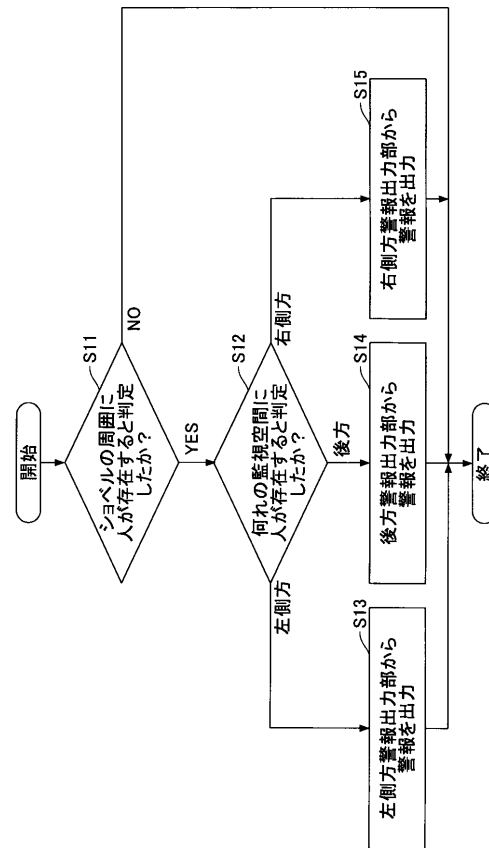 開始
S11
ショベルの周囲に
人が存在すると判定
したか？
NO
YES
S12
何れの監視空間に
人が存在すると判定
したか？
左側方
後方
右側方
S13
左側方警報出力部から
警報を出力
S14
後方警報出力部から
警報を出力
S15
右側方警報出力部から
警報を出力
終了